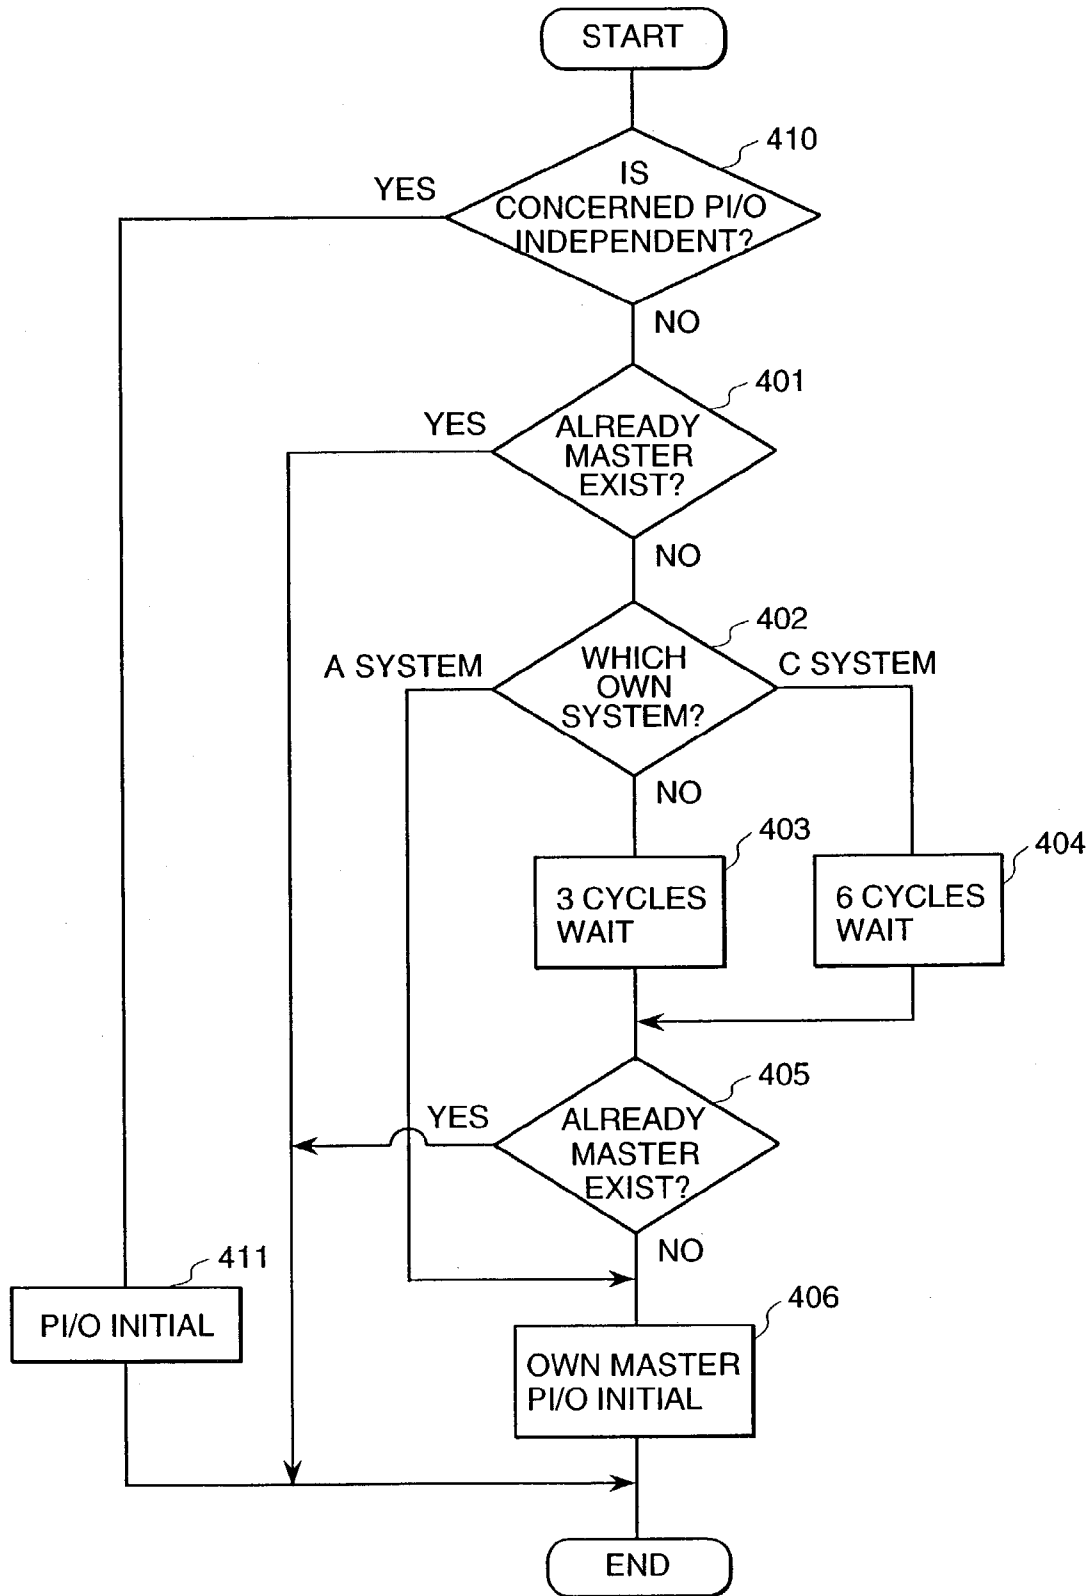 START
410
IS
CONCERNED PI/O
INDEPENDENT?
YES
NO
401
ALREADY
MASTER
EXIST?
YES
NO
402
WHICH
OWN
SYSTEM?
A SYSTEM
C SYSTEM
NO
403
3 CYCLES
WAIT
404
6 CYCLES
WAIT
405
ALREADY
MASTER
EXIST?
YES
NO
411
PI/O INITIAL
406
OWN MASTER
PI/O INITIAL
END